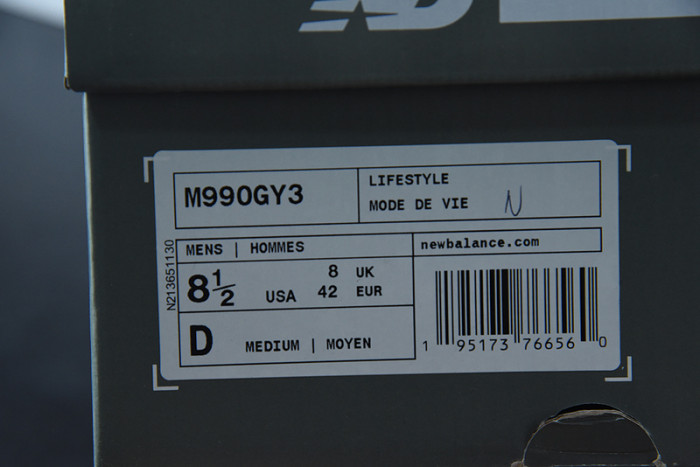 M990GY3
LIFESTYLE
MODE DE VIE N
MENS | HOMMES
newbalance.com
8½ USA
8 UK
42 EUR
D MEDIUM | MOYEN
N213651130
1 95173 76656 0